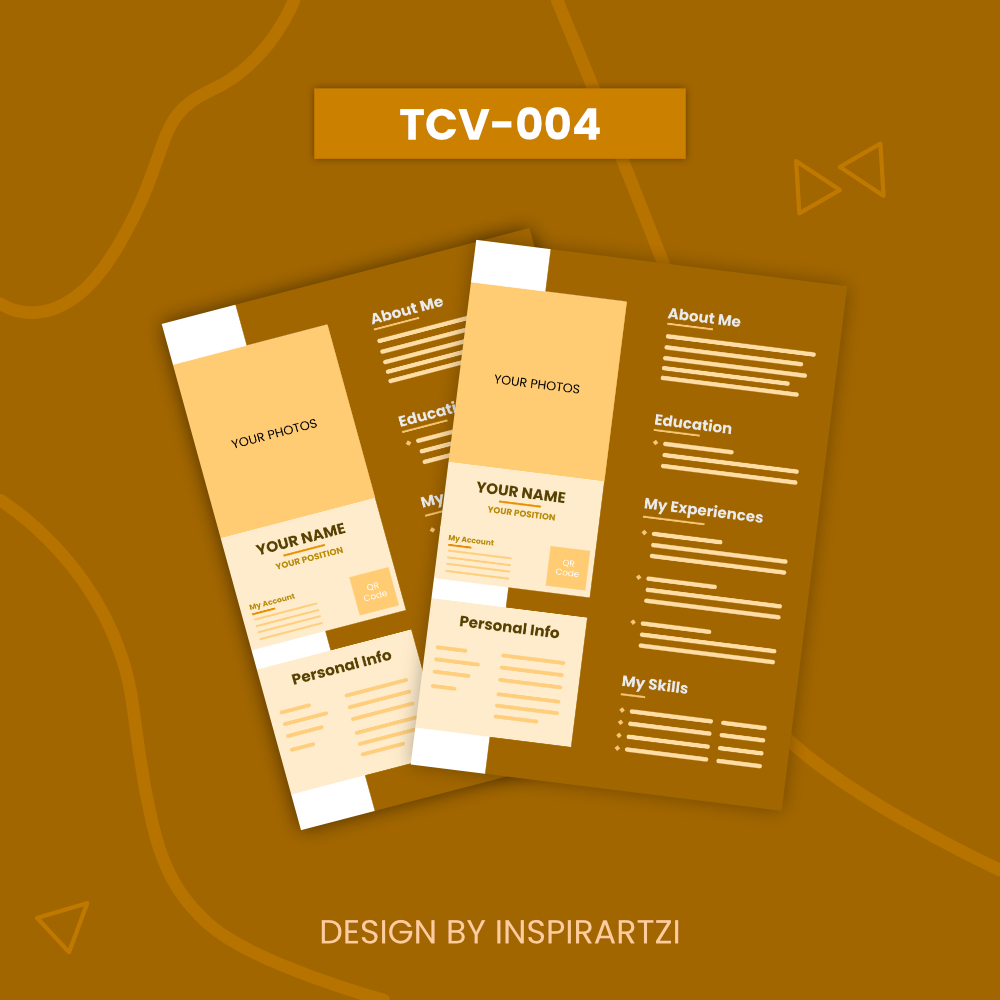 TCV-004
About Me
YOUR PHOTOS
Educati
My
YOUR NAME
YOUR POSITION
My Account
QR
Code
Personal Info
YOUR PHOTOS
YOUR NAME
YOUR POSITION
My Account
QR
Code
Personal Info
About Me
Education
My Experiences
My Skills
DESIGN BY INSPIRARTZI